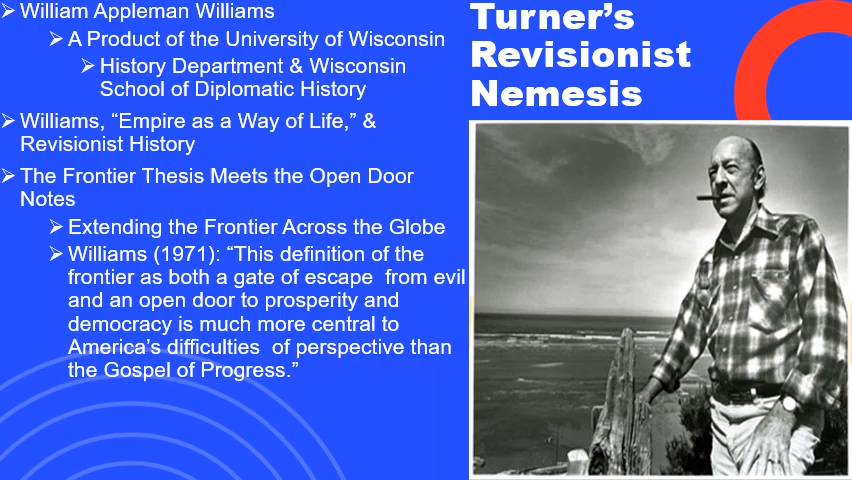 William Appleman Williams
A Product of the University of Wisconsin
History Department & Wisconsin
School of Diplomatic History
Williams, “Empire as a Way of Life,” &
Revisionist History
The Frontier Thesis Meets the Open Door
Notes
Extending the Frontier Across the Globe
Williams (1971): “This definition of the
frontier as both a gate of escape  from evil
and an open door to prosperity and
democracy is much more central to
America’s difficulties  of perspective than
the Gospel of Progress.”
Turner’s
Revisionist
Nemesis